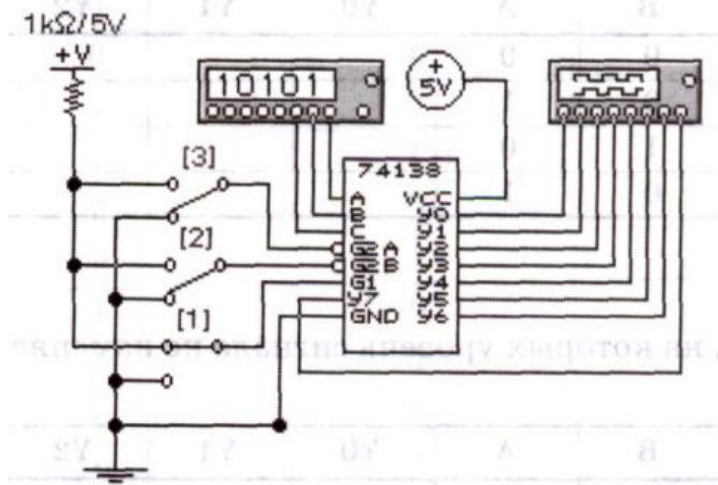 1kΩ/5V
+V
10101
+
5V
[3]
74138
A VCC
B Y0
C Y1
G2A Y2
G2B Y3
G1 Y4
Y7 Y5
GND Y6
[2]
[1]